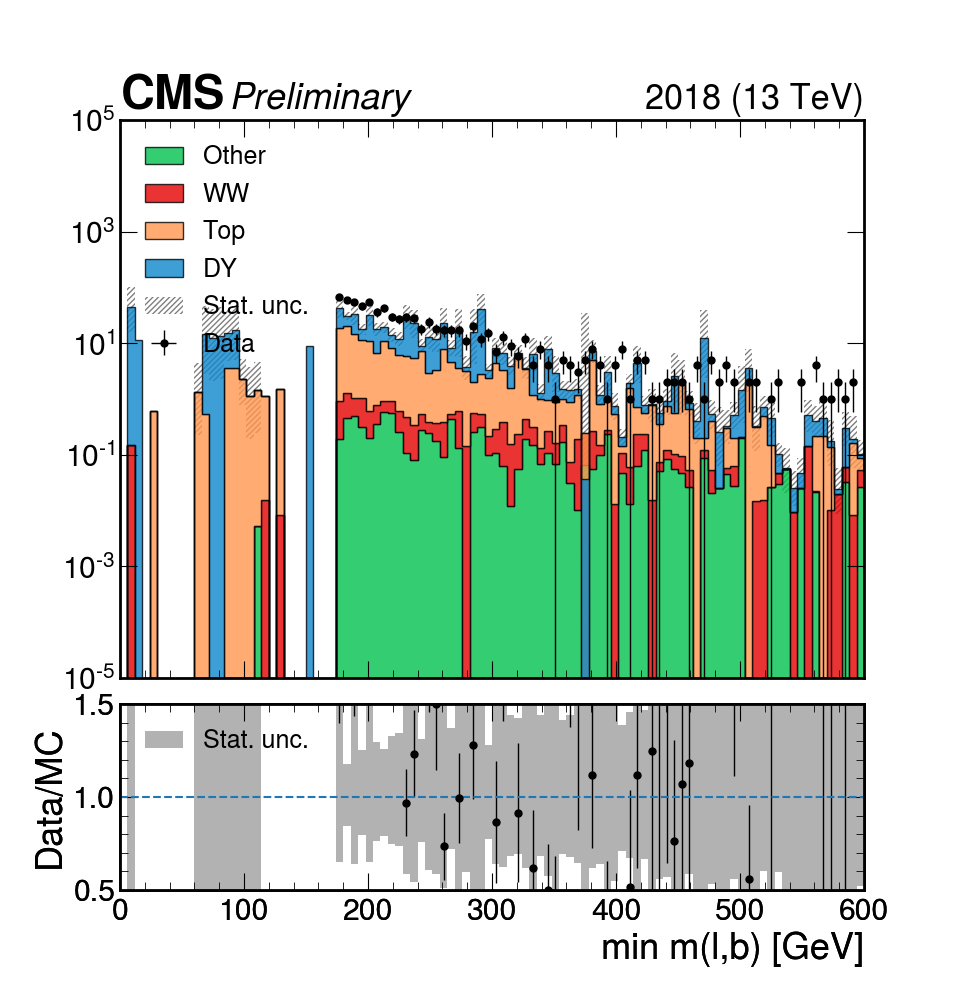 CMS Preliminary 2018 (13 TeV)
10^5
Other
WW
10^3
Top
DY
Stat. unc.
10^1
Data
10^-1
10^-3
10^-5
1.5
Stat. unc.
Data/MC
1.0
0.5
0 100 200 300 400 500 600
min m(l,b) [GeV]